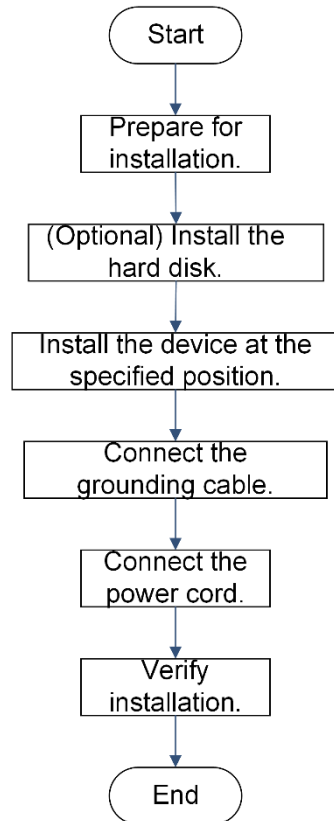 Start
Prepare for
installation.
(Optional) Install the
hard disk.
Install the device at the
specified position.
Connect the
grounding cable.
Connect the
power cord.
Verify
installation.
End